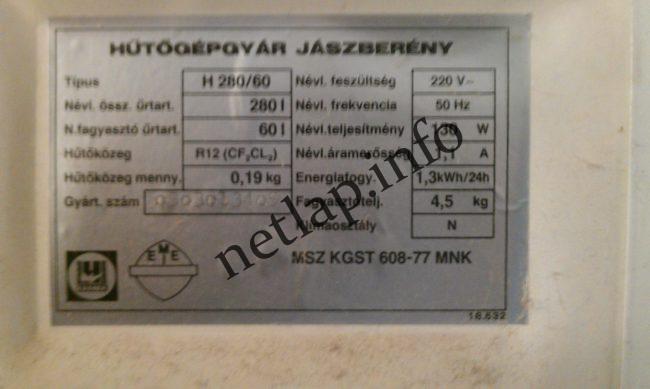 HŰTŐGÉPGYÁR JÁSZBERÉNY
Típus H 280/60 Névl. feszültség 220 V~
Névl. össz. űrtart. 280 l Névl. frekvencia 50 Hz
N.fagyasztó űrtart. 60 l Névl.teljesítmény W
Hűtőközeg R12 (CF₂CL₂) Névl.áramerősség A
Hűtőközeg menny. 0,19 kg Energiafogy. 1,3kWh/24h
Gyárt. szám Fagyasztótelj. 4,5 kg
Klímaosztály N
EME
MSZ KGST 608-77 MNK
16.632
netlap.info